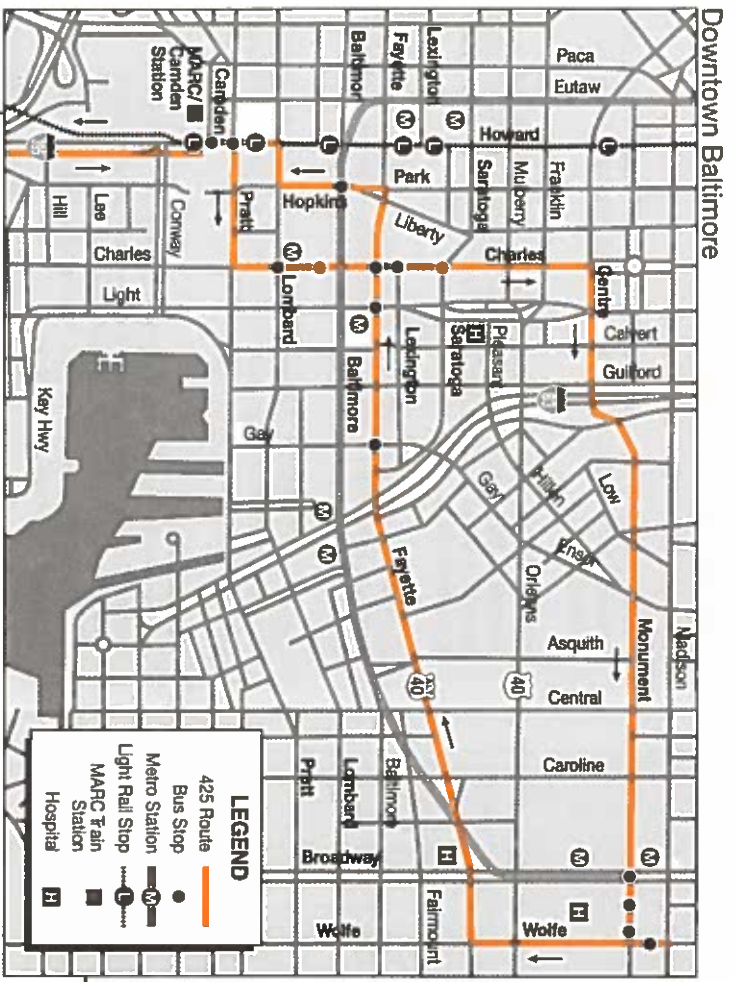 Downtown Baltimore
Paca
Eutaw
Howard
Baltimor
Fayette
Lexington
Camden
MARC/
Camden
Station
Park
Saratoga
Mulberry
Franklin
Hopkins
Liberty
Pratt
Conway
Lee
Hill
Charles
Charles
Light
Lombard
Centre
Calvert
Guilford
Pleasant
Saratoga
Lexington
Baltimore
Key Hwy
Gay
Gay
Hillen
Low
Ensor
Orleans
Fayette
Asquith
Monument
Madison
Central
40
40
Caroline
Pratt
Lombard
Baltimore
Broadway
Fairmount
Wolfe
Wolfe
M
M
M
M
M
M
M
M
L
L
L
L
L
L
H
H
H
LEGEND
425 Route
Bus Stop
Metro Station M
Light Rail Stop L
MARC Train
Station
Hospital H